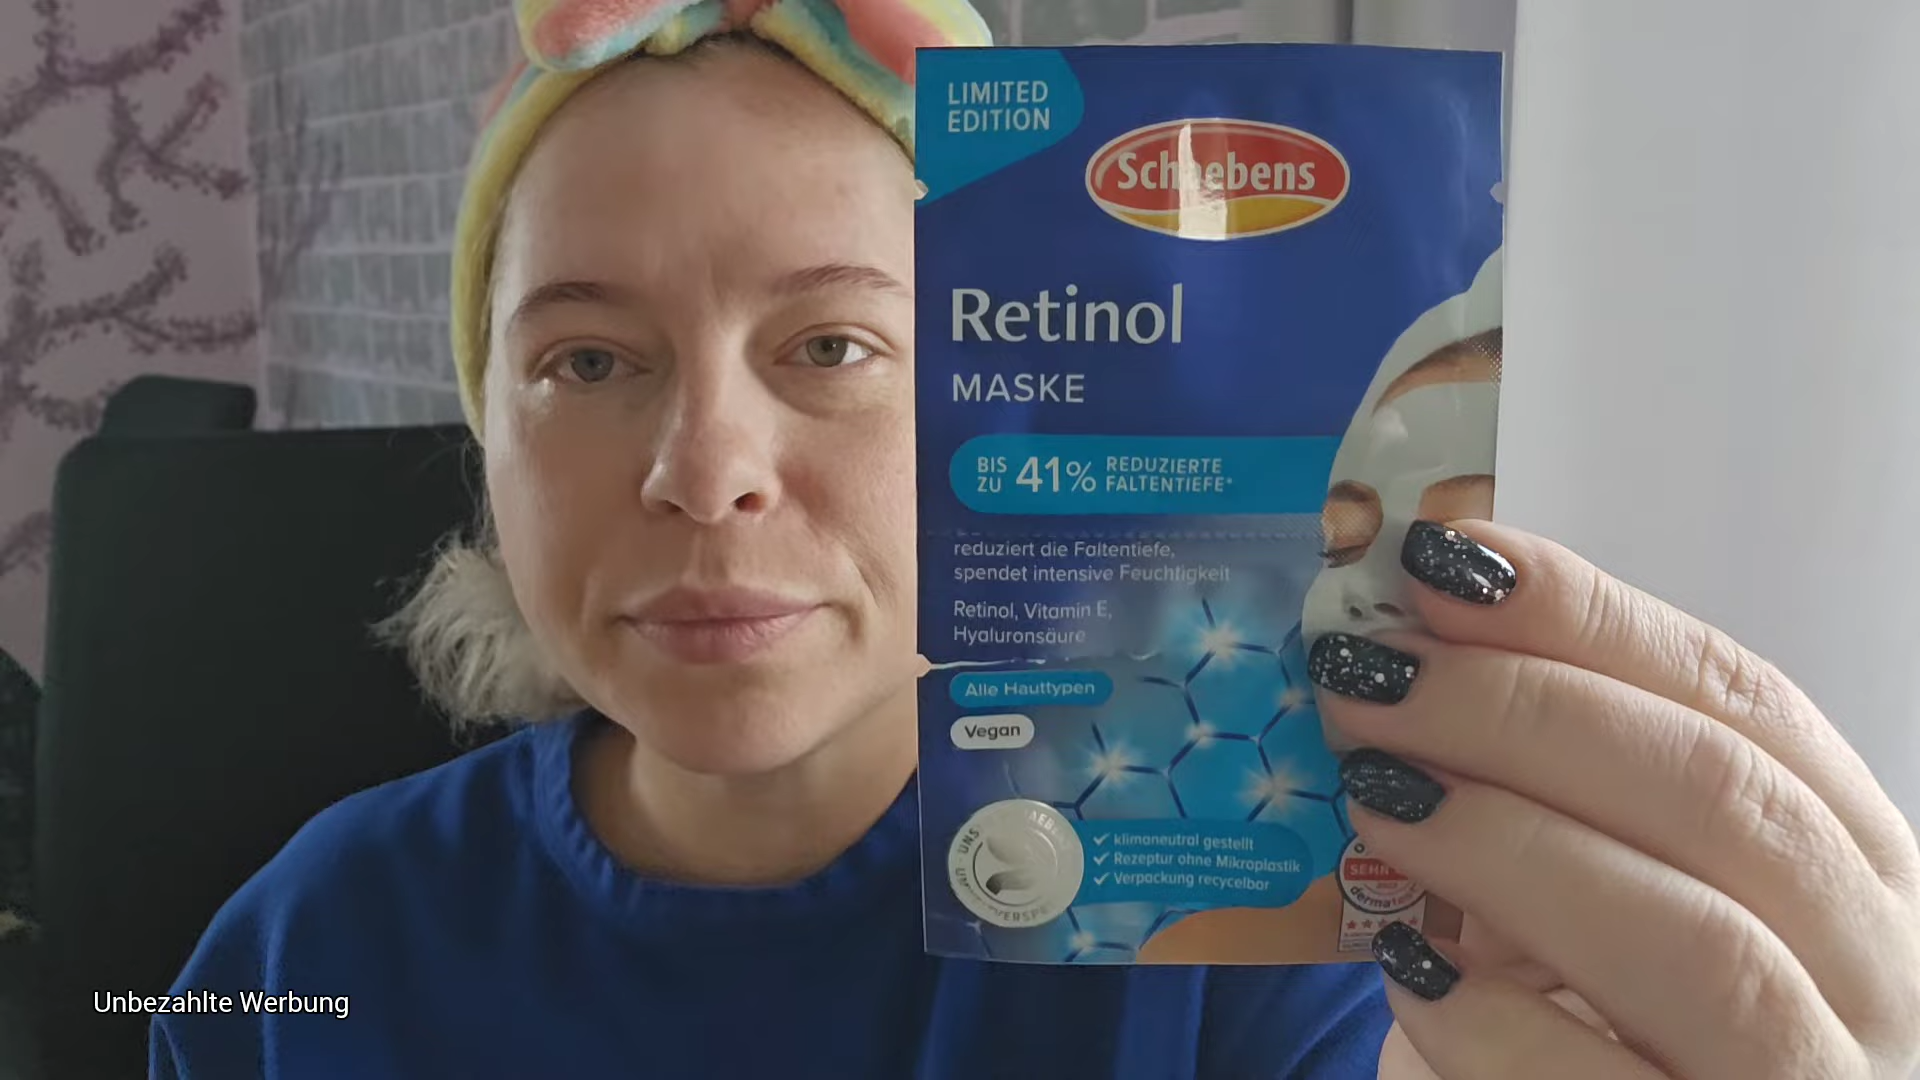 LIMITED
EDITION
Retinol
MASKE
BIS
ZU
41%
REDUZIERTE
FALTENTIEFE*
reduziert die Faltentiefe,
spendet intensive Feuchtigkeit
Retinol, Vitamin E,
Hyaluronsäure
Alle Hauttypen
Vegan
klimaneutral gestellt
Rezeptur ohne Mikroplastik
Verpackung recycelbar
SEHR
Unbezahlte Werbung